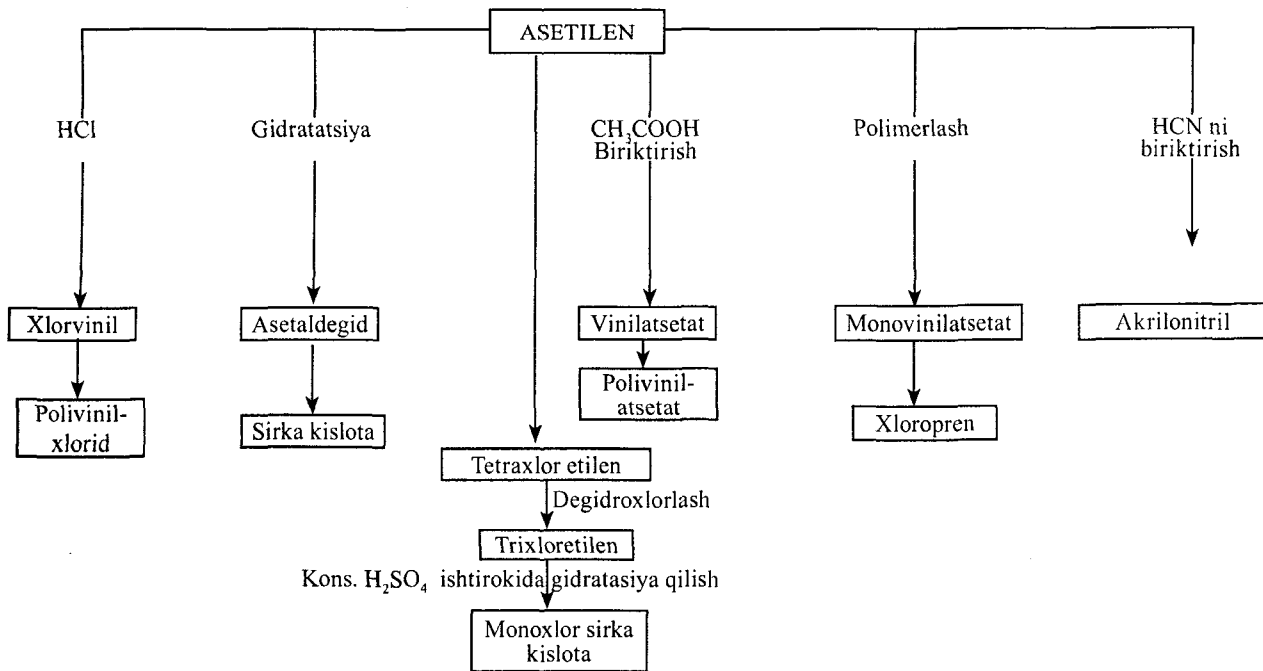 ASETILEN
HCl
Gidratatsiya
CH₃COOH
Biriktirish
Polimerlash
HCN ni
biriktirish
Xlorvinil
Asetaldegid
Vinilatsetat
Monovinilatsetat
Akrilonitril
Polivinil-
xlorid
Sirka kislota
Polivinil-
atsetat
Xloropren
Tetraxlor etilen
Degidroxlorlash
Trixloretilen
Kons. H₂SO₄ ishtirokida gidratasiya qilish
Monoxlor sirka
kislota